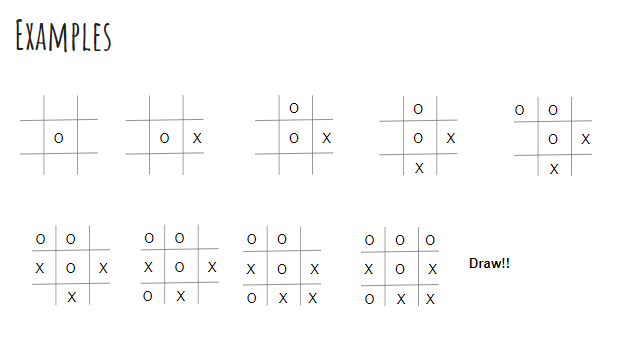 EXAMPLES
O O O O
O O X O X O X O X
X X
O O O O O O O O O
X O X X O X X O X X O X Draw!!
X O X O X X O X X